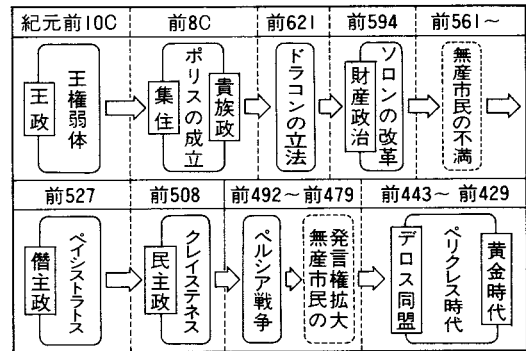 紀元前10C
前8C
前621
前594
前561～
王政
王権弱体
集住
ポリスの成立
貴族政
ドラコンの立法
財産政治
ソロンの改革
無産市民の不満
前527
前508
前492～前479
前443～前429
僭主政
ペイシストラトス
民主政
クレイステネス
ペルシア戦争
発言権拡大
無産市民の
デロス同盟
ペリクレス時代
黄金時代